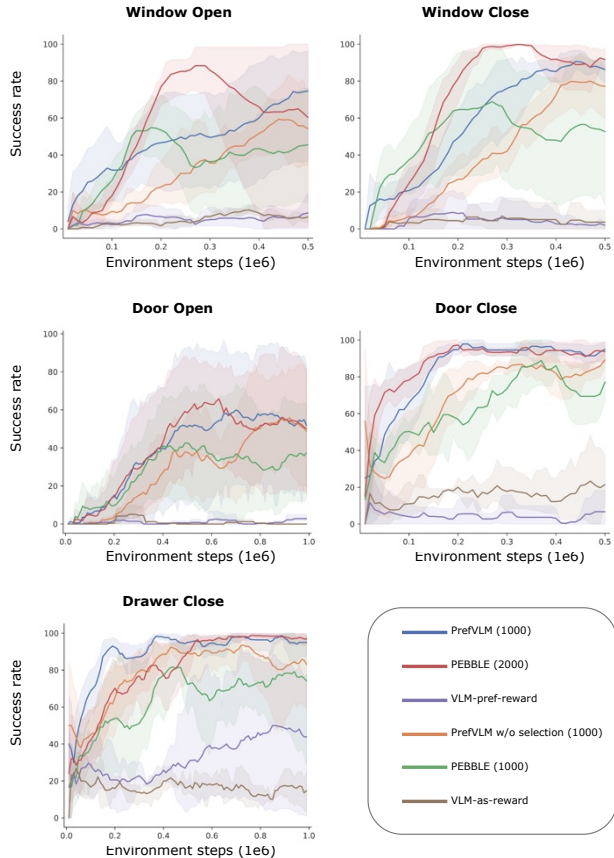 Window Open
Window Close
100
80
60
40
20
0
0.1
0.2
0.3
0.4
0.5
Success rate
Environment steps (1e6)
100
80
60
40
20
0
0.1
0.2
0.3
0.4
0.5
Success rate
Environment steps (1e6)
Door Open
Door Close
100
80
60
40
20
0
0.0
0.2
0.4
0.6
0.8
1.0
Success rate
Environment steps (1e6)
100
80
60
40
20
0
0.1
0.2
0.3
0.4
0.5
Success rate
Environment steps (1e6)
Drawer Close
100
80
60
40
20
0
0.0
0.2
0.4
0.6
0.8
1.0
Success rate
Environment steps (1e6)
PrefVLM (1000)
PEBBLE (2000)
VLM-pref-reward
PrefVLM w/o selection (1000)
PEBBLE (1000)
VLM-as-reward